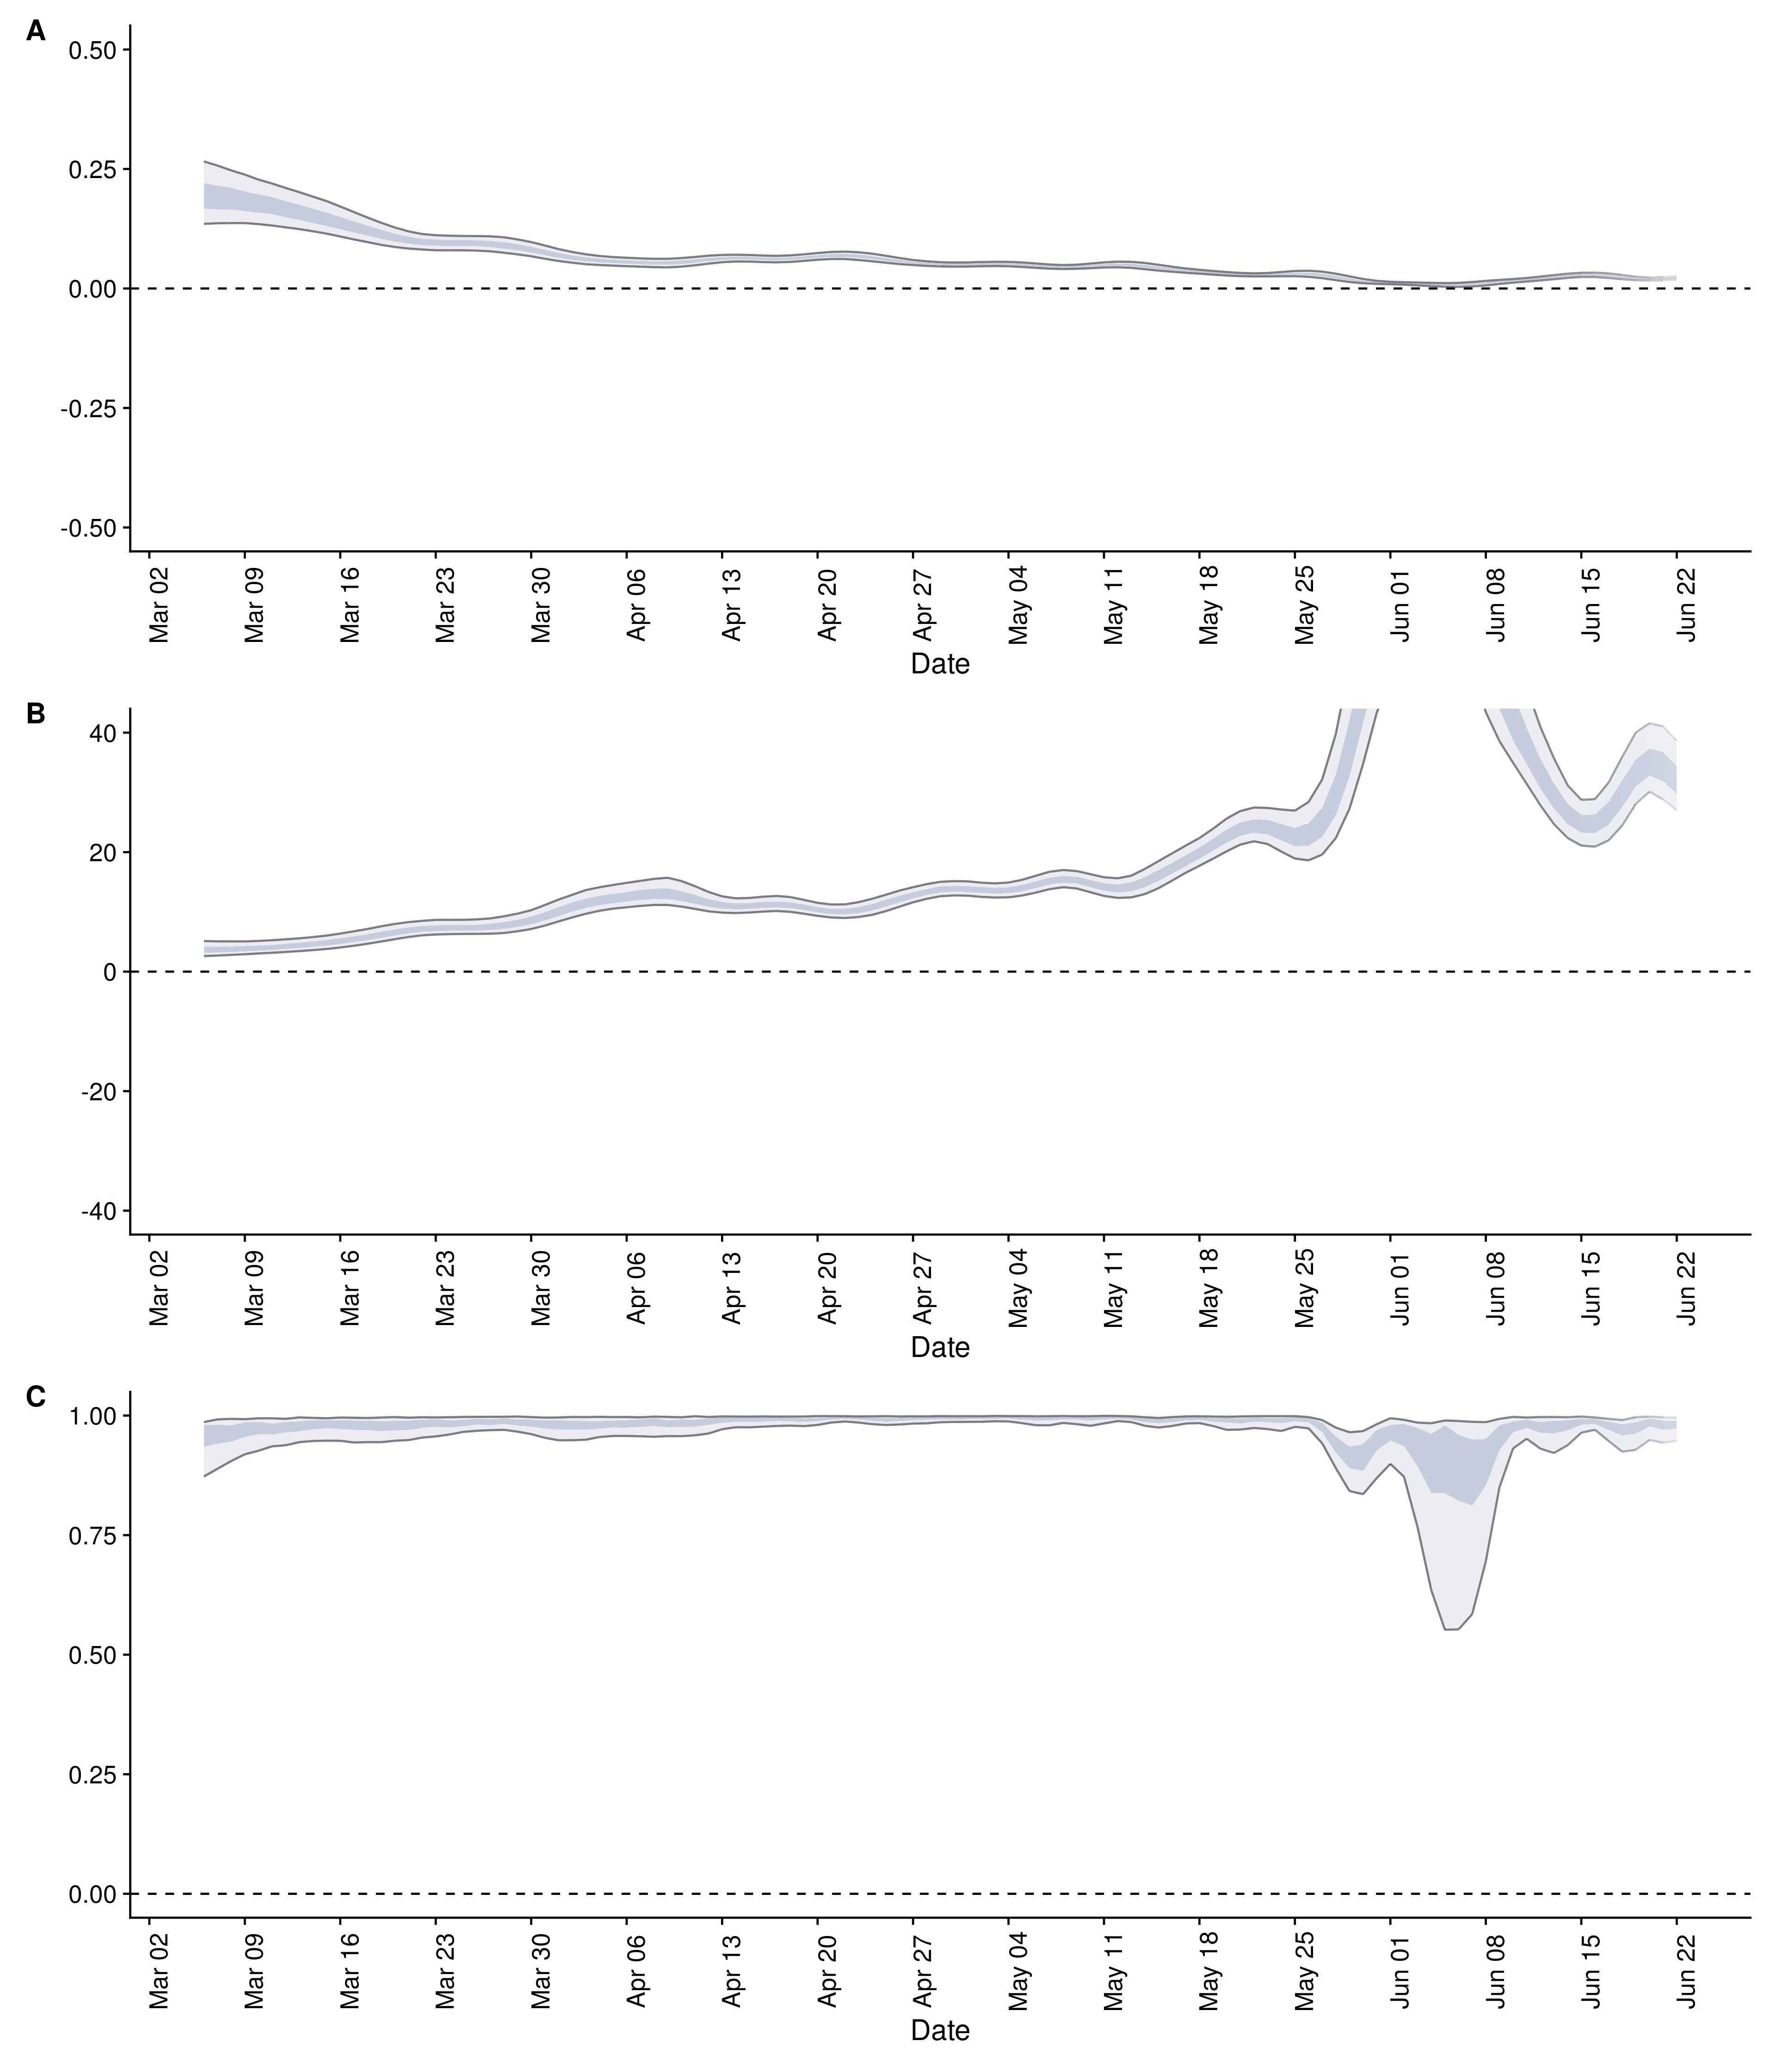 A
0.50
0.25
0.00
-0.25
-0.50
Mar 02
Mar 09
Mar 16
Mar 23
Mar 30
Apr 06
Apr 13
Apr 20
Apr 27
May 04
May 11
May 18
May 25
Jun 01
Jun 08
Jun 15
Jun 22
Date
B
40
20
0
-20
-40
Mar 02
Mar 09
Mar 16
Mar 23
Mar 30
Apr 06
Apr 13
Apr 20
Apr 27
May 04
May 11
May 18
May 25
Jun 01
Jun 08
Jun 15
Jun 22
Date
C
1.00
0.75
0.50
0.25
0.00
Mar 02
Mar 09
Mar 16
Mar 23
Mar 30
Apr 06
Apr 13
Apr 20
Apr 27
May 04
May 11
May 18
May 25
Jun 01
Jun 08
Jun 15
Jun 22
Date